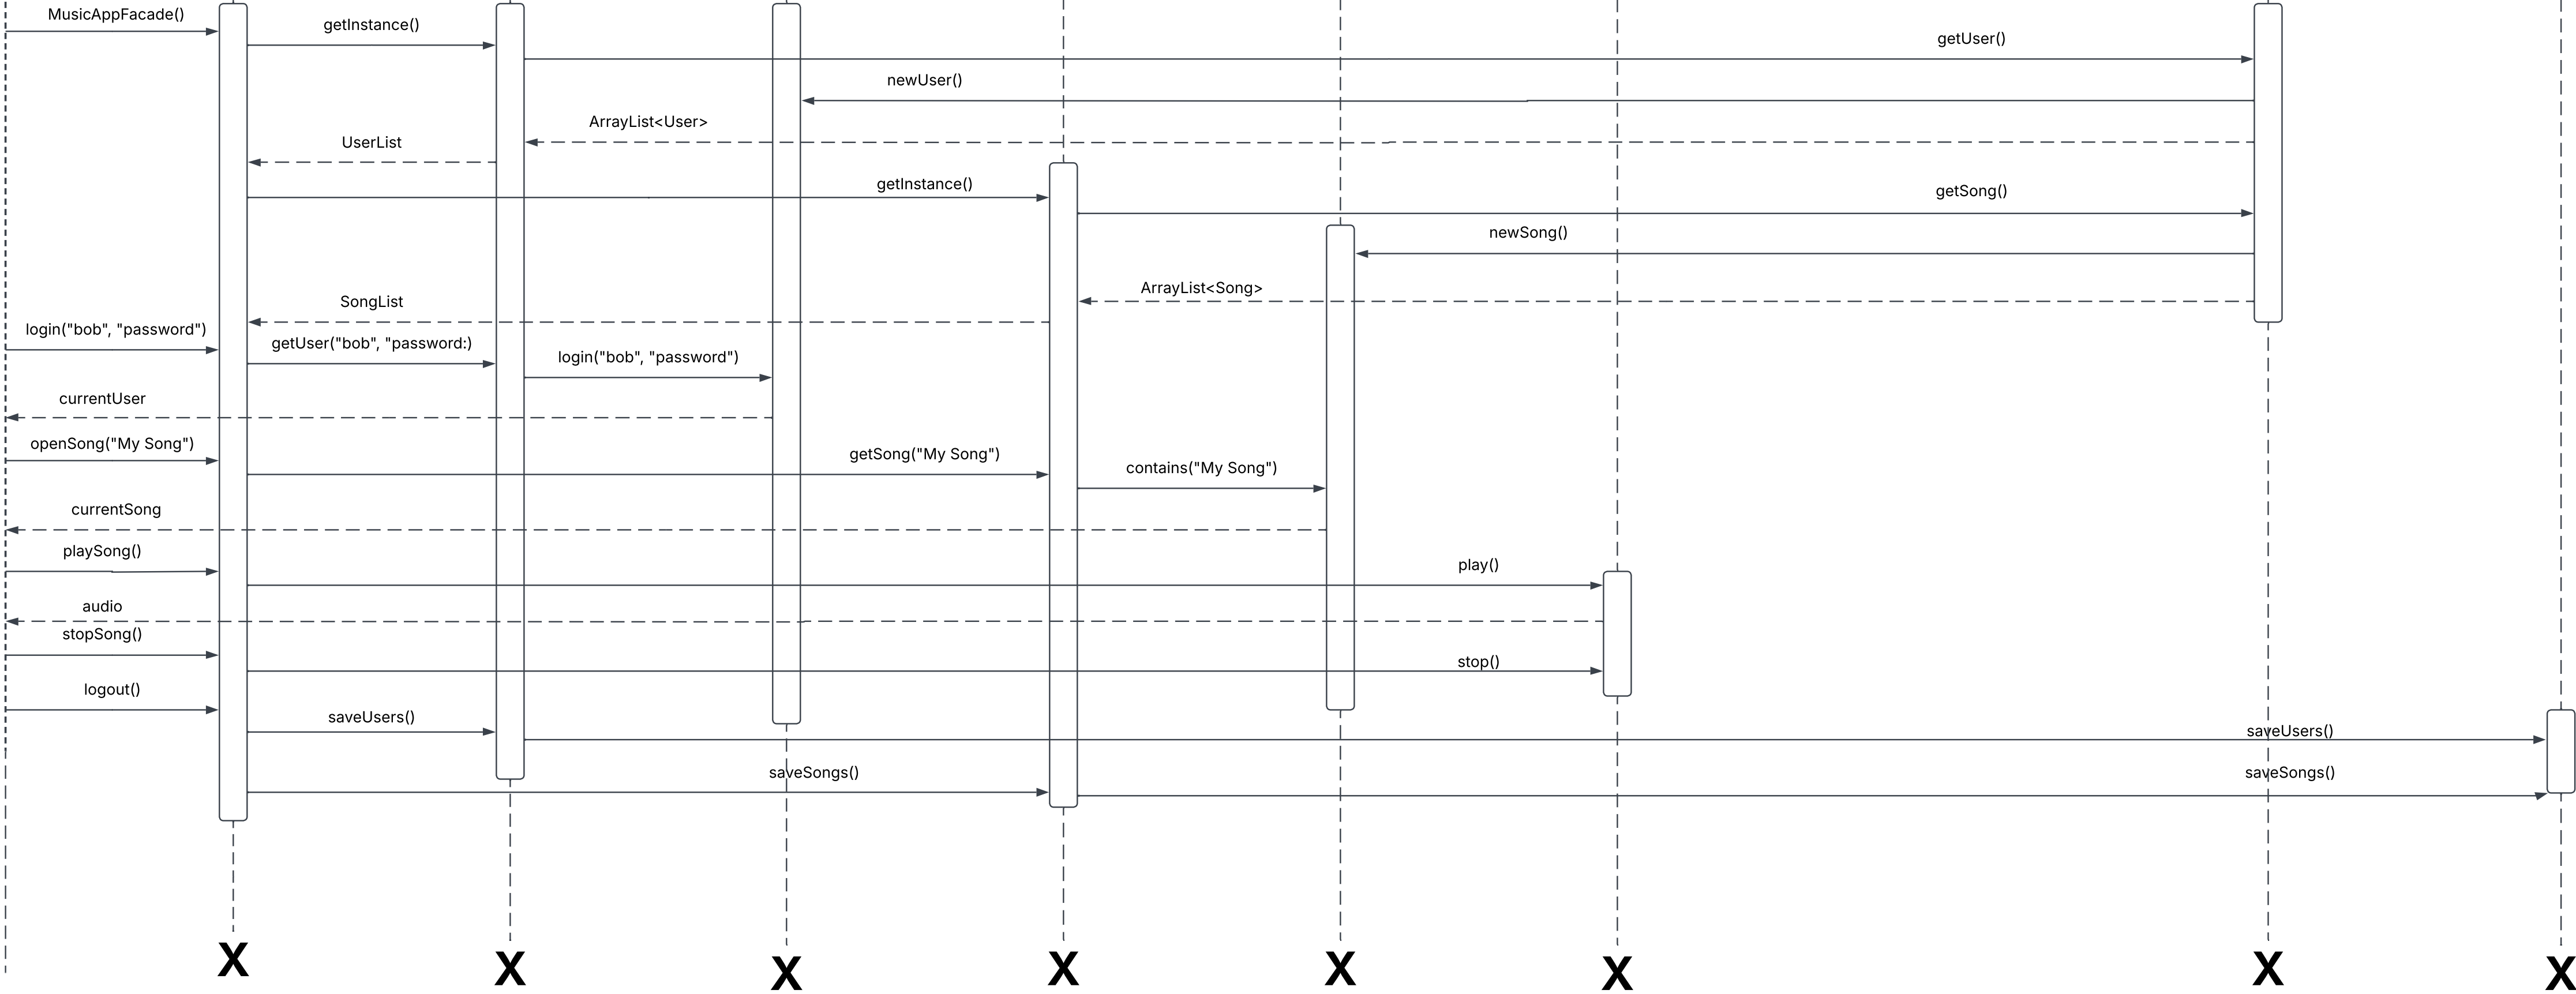 MusicAppFacade()
getInstance()
getUser()
newUser()
ArrayList<User>
UserList
getInstance()
getSong()
newSong()
ArrayList<Song>
SongList
login("bob", "password")
getUser("bob", "password:)
login("bob", "password")
currentUser
openSong("My Song")
getSong("My Song")
contains("My Song")
currentSong
playSong()
play()
audio
stopSong()
stop()
logout()
saveUsers()
saveUsers()
saveSongs()
saveSongs()
X X X X X X X X